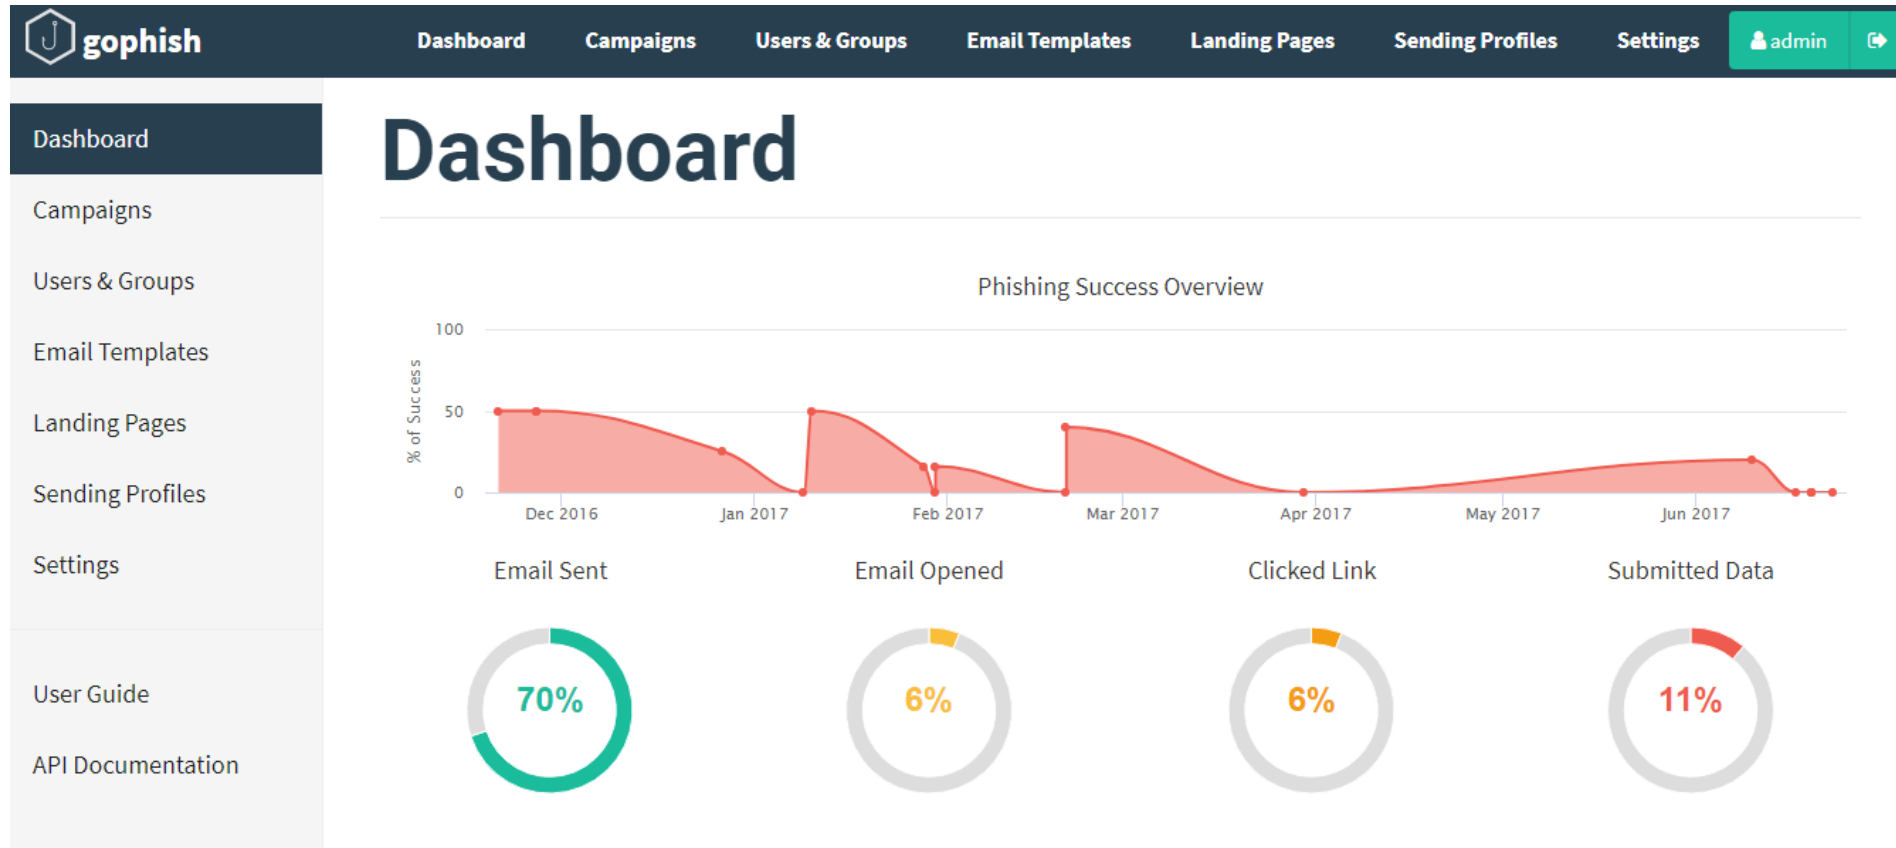 gophish Dashboard Campaigns Users & Groups Email Templates Landing Pages Sending Profiles Settings admin
Dashboard
Campaigns
Users & Groups
Email Templates
Landing Pages
Sending Profiles
Settings
User Guide
API Documentation
Dashboard
Phishing Success Overview
% of Success
100
50
0
Dec 2016 Jan 2017 Feb 2017 Mar 2017 Apr 2017 May 2017 Jun 2017
Email Sent Email Opened Clicked Link Submitted Data
70% 6% 6% 11%